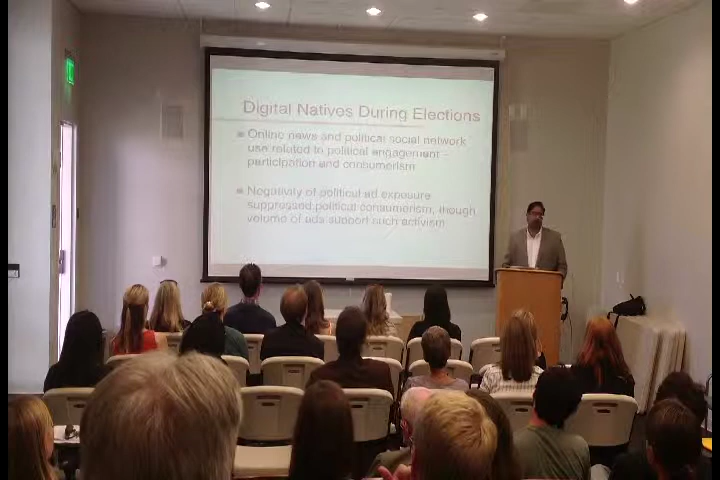 Digital Natives During Elections
Online news and political social network
use related to political engagement –
participation and consumerism
Negativity of political ad exposure
suppressed political consumerism, though
volume of ads support such activism